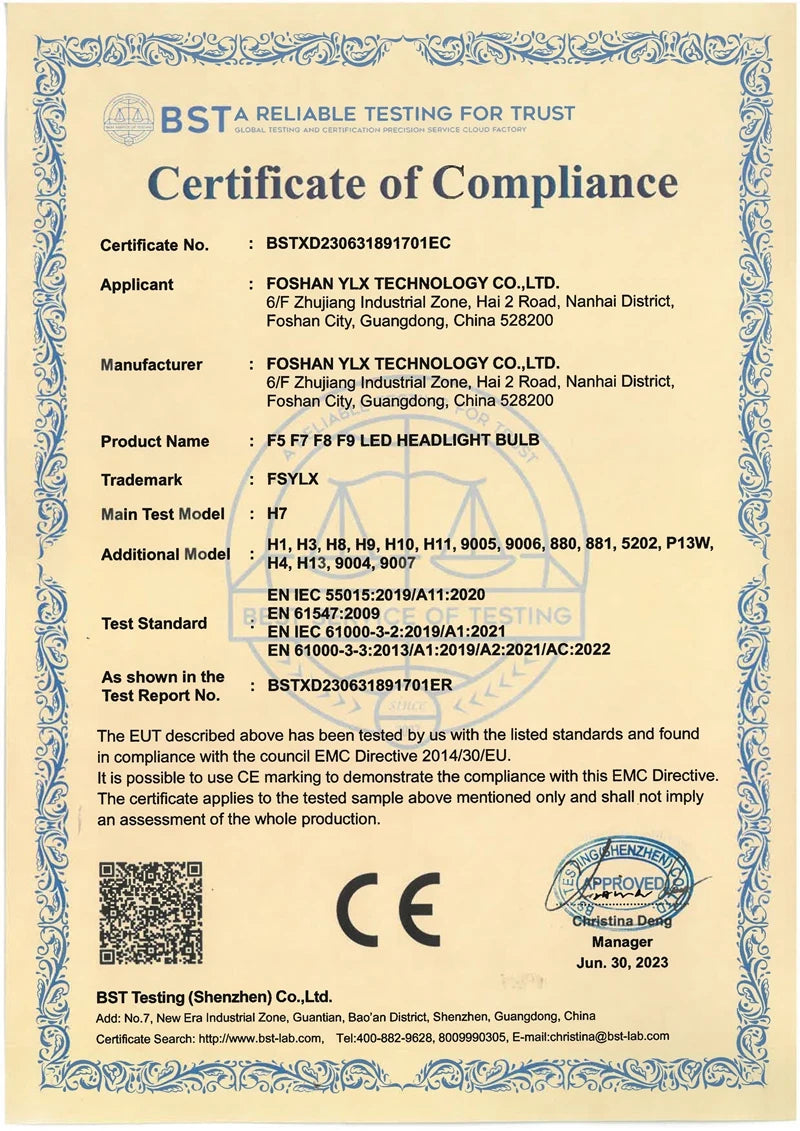 BST A RELIABLE TESTING FOR TRUST
GLOBAL TESTING AND CERTIFICATION PRECISION SERVICE CLOUD FACTORY
Certificate of Compliance
Certificate No. : BSTXD230631891701EC
Applicant : FOSHAN YLX TECHNOLOGY CO.,LTD.
6/F Zhujiang Industrial Zone, Hai 2 Road, Nanhai District,
Foshan City, Guangdong, China 528200
Manufacturer : FOSHAN YLX TECHNOLOGY CO.,LTD.
6/F Zhujiang Industrial Zone, Hai 2 Road, Nanhai District,
Foshan City, Guangdong, China 528200
A RELIABLE TESTING FOR TRUST
Product Name : F5 F7 F8 F9 LED HEADLIGHT BULB
Trademark : FSYLX
Main Test Model : H7
Additional Model : H1, H3, H8, H9, H10, H11, 9005, 9006, 880, 881, 5202, P13W,
H4, H13, 9004, 9007
Test Standard : EN IEC 55015:2019/A11:2020
EN 61547:2009
EN IEC 61000-3-2:2019/A1:2021
EN 61000-3-3:2013/A1:2019/A2:2021/AC:2022
BEST SERVICE OF TESTING
As shown in the
Test Report No. : BSTXD230631891701ER
SINCE
The EUT described above has been tested by us with the listed standards and found
in compliance with the council EMC Directive 2014/30/EU.
It is possible to use CE marking to demonstrate the compliance with this EMC Directive.
The certificate applies to the tested sample above mentioned only and shall not imply
an assessment of the whole production.
CE
TESTING(SHENZHEN)
APPROVED
BST
Christina Deng
Manager
Jun. 30, 2023
BST Testing (Shenzhen) Co.,Ltd.
Add: No.7, New Era Industrial Zone, Guantian, Bao'an District, Shenzhen, Guangdong, China
Certificate Search: http://www.bst-lab.com, Tel:400-882-9628, 8009990305, E-mail:christina@bst-lab.com